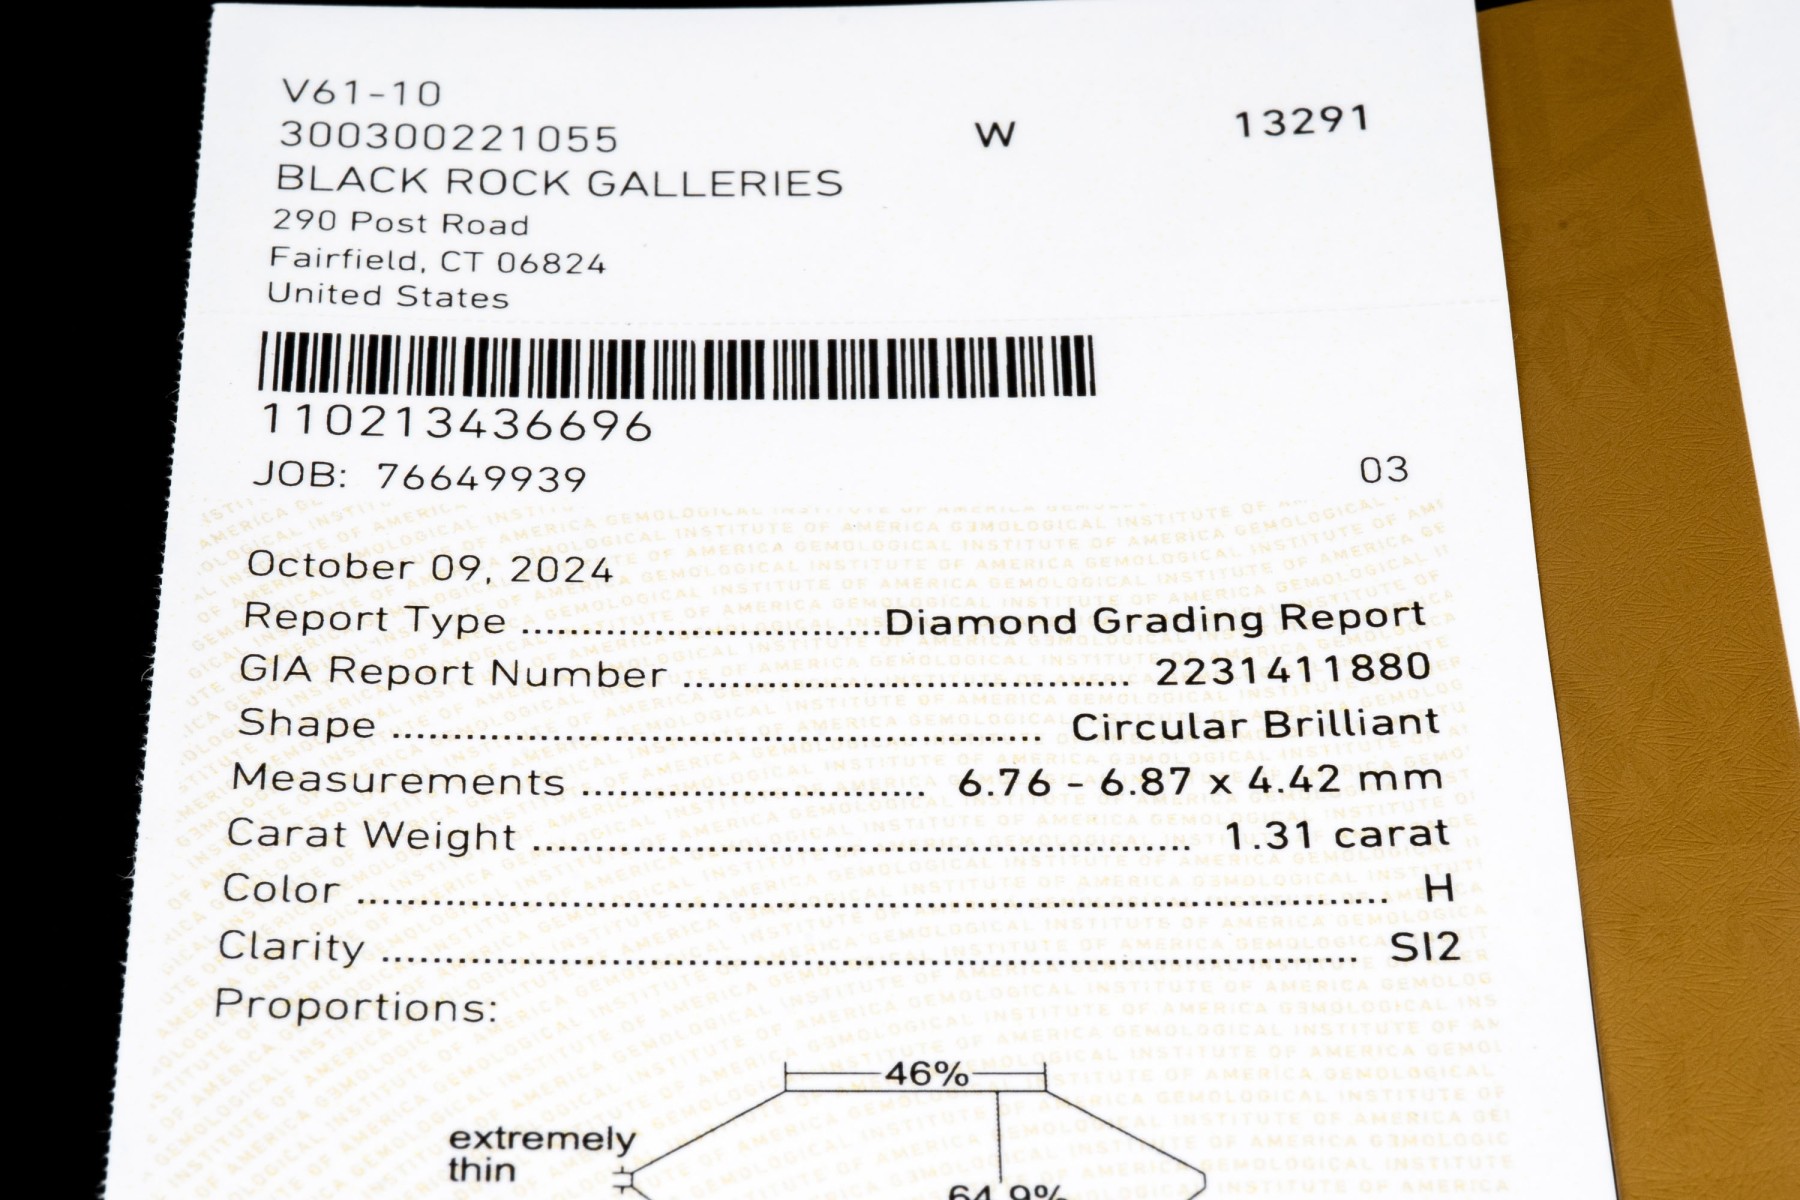 V61-10
300300221055
W
13291
BLACK ROCK GALLERIES
290 Post Road
Fairfield, CT 06824
United States
110213436696
JOB: 76649939
03
October 09, 2024
Report Type ........................................ Diamond Grading Report
GIA Report Number ........................................ 2231411880
Shape ........................................ Circular Brilliant
Measurements ........................................ 6.76 - 6.87 x 4.42 mm
Carat Weight ........................................ 1.31 carat
Color ........................................ H
Clarity ........................................ SI2
Proportions:
46%
extremely
thin
64.9%